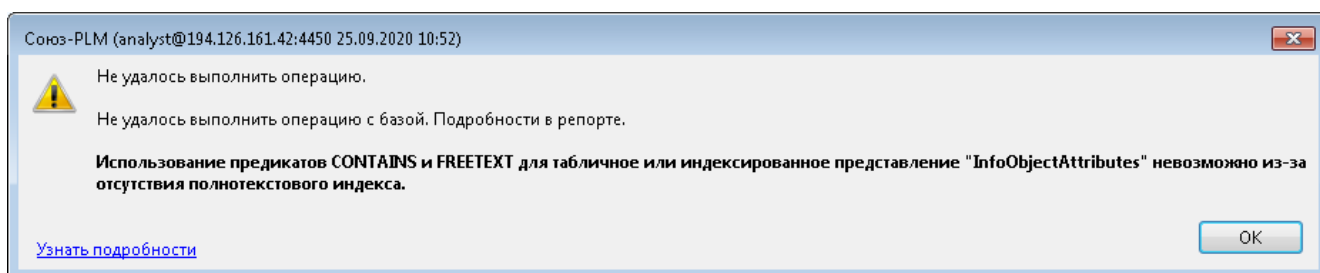 Союз-PLM (analyst@194.126.161.42:4450 25.09.2020 10:52)
Не удалось выполнить операцию.
Не удалось выполнить операцию с базой. Подробности в репорте.
Использование предикатов CONTAINS и FREETEXT для табличное или индексированное представление "InfoObjectAttributes" невозможно из-за
отсутствия полнотекстового индекса.
Узнать подробности
OK